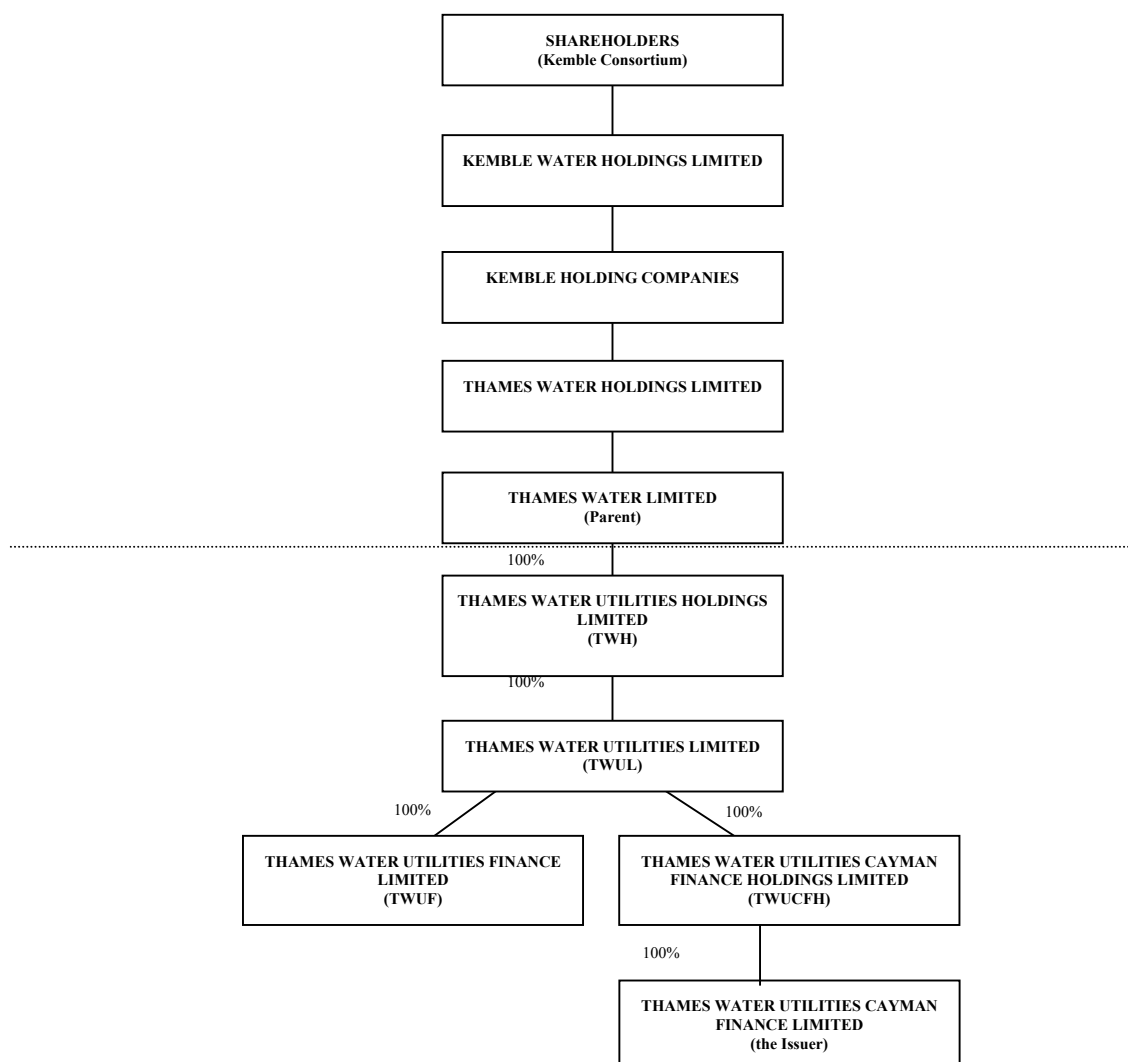 SHAREHOLDERS
(Kemble Consortium)
KEMBLE WATER HOLDINGS LIMITED
KEMBLE HOLDING COMPANIES
THAMES WATER HOLDINGS LIMITED
THAMES WATER LIMITED
(Parent)
100%
THAMES WATER UTILITIES HOLDINGS
LIMITED
(TWH)
100%
THAMES WATER UTILITIES LIMITED
(TWUL)
100%
100%
THAMES WATER UTILITIES FINANCE
LIMITED
(TWUF)
THAMES WATER UTILITIES CAYMAN
FINANCE HOLDINGS LIMITED
(TWUCFH)
100%
THAMES WATER UTILITIES CAYMAN
FINANCE LIMITED
(the Issuer)